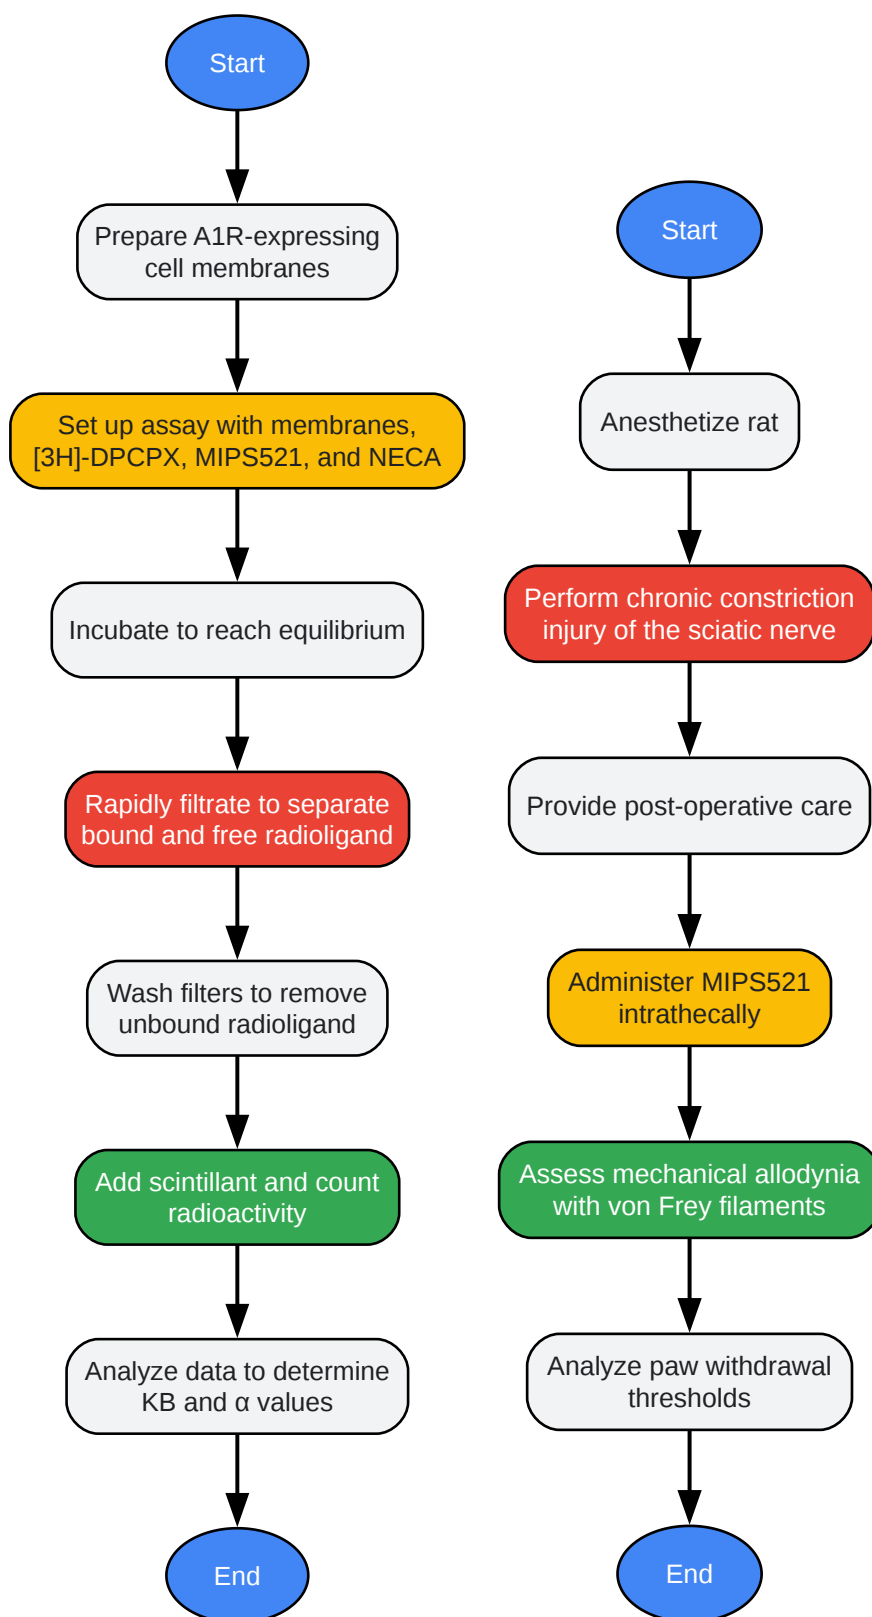 Start
Prepare A1R-expressing
cell membranes
Set up assay with membranes,
[3H]-DPCPX, MIPS521, and NECA
Incubate to reach equilibrium
Rapidly filtrate to separate
bound and free radioligand
Wash filters to remove
unbound radioligand
Add scintillant and count
radioactivity
Analyze data to determine
KB and α values
End
Start
Anesthetize rat
Perform chronic constriction
injury of the sciatic nerve
Provide post-operative care
Administer MIPS521
intrathecally
Assess mechanical allodynia
with von Frey filaments
Analyze paw withdrawal
thresholds
End